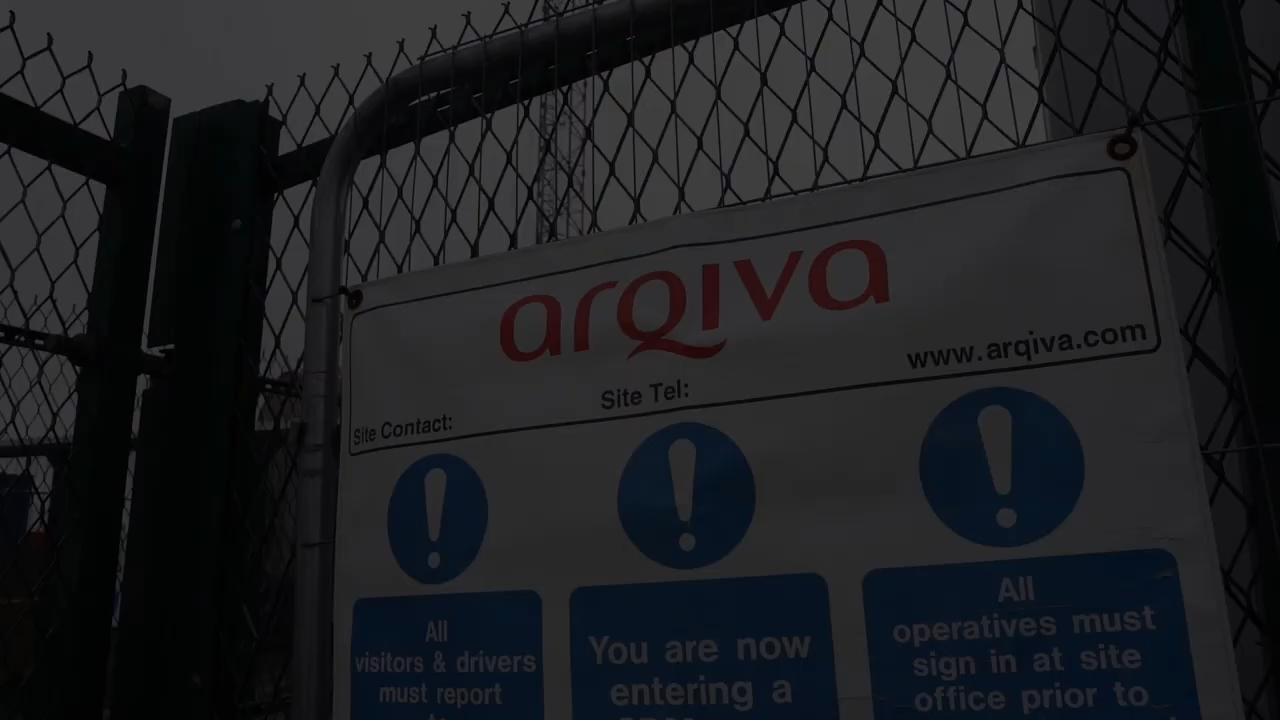 arqiva
www.arqiva.com
Site Contact:
Site Tel:
All
visitors & drivers
must report
You are now
entering a
All
operatives must
sign in at site
office prior to